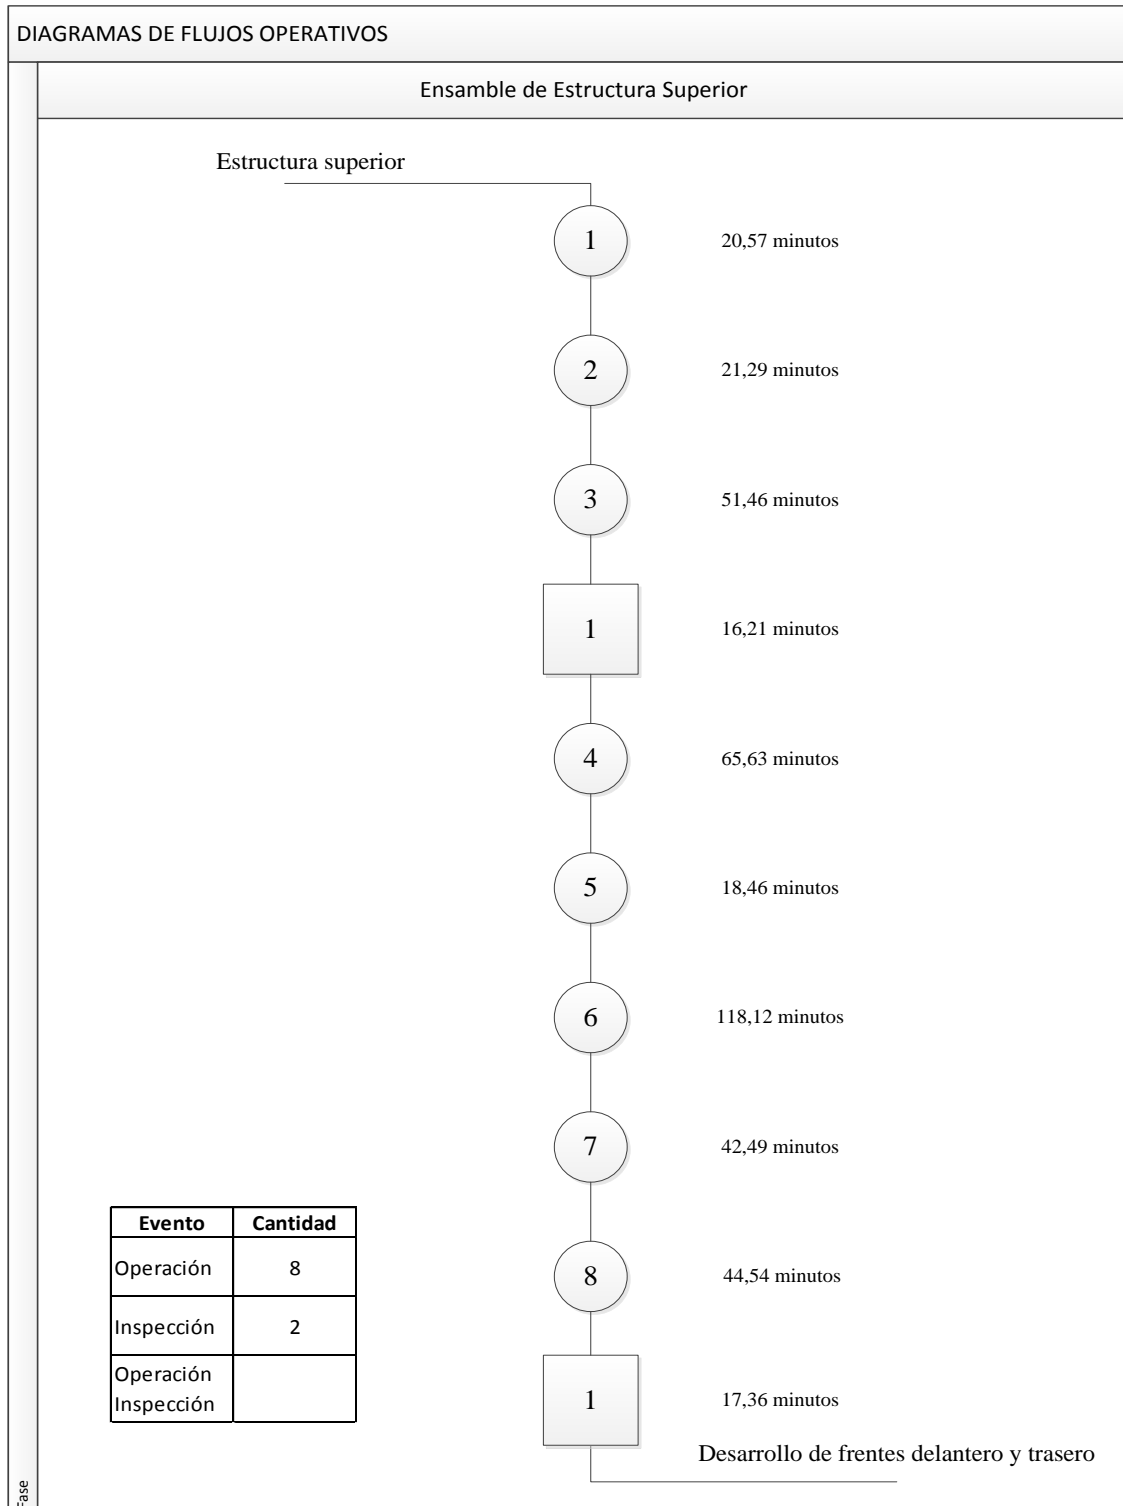 DIAGRAMAS DE FLUJOS OPERATIVOS
Ensamble de Estructura Superior
Estructura superior
1 20,57 minutos
2 21,29 minutos
3 51,46 minutos
1 16,21 minutos
4 65,63 minutos
5 18,46 minutos
6 118,12 minutos
7 42,49 minutos
8 44,54 minutos
1 17,36 minutos
Desarrollo de frentes delantero y trasero
Evento Cantidad
Operación 8
Inspección 2
Operación
Inspección
Fase